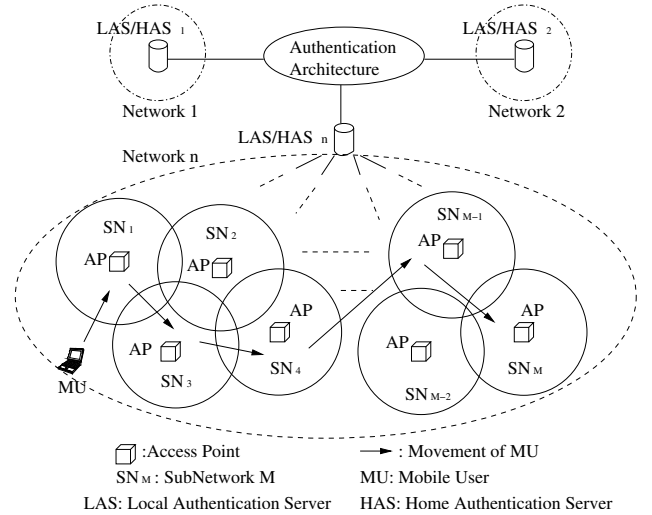 LAS/HAS 1
LAS/HAS 2
Authentication
Architecture
Network 1
Network 2
LAS/HAS n
Network n
SN 1
AP
SN 2
AP
SN M-1
AP
AP
SN 3
AP
SN 4
AP
SN M-2
AP
SN M
MU
:Access Point
: Movement of MU
SN M : SubNetwork M
MU: Mobile User
LAS: Local Authentication Server
HAS: Home Authentication Server